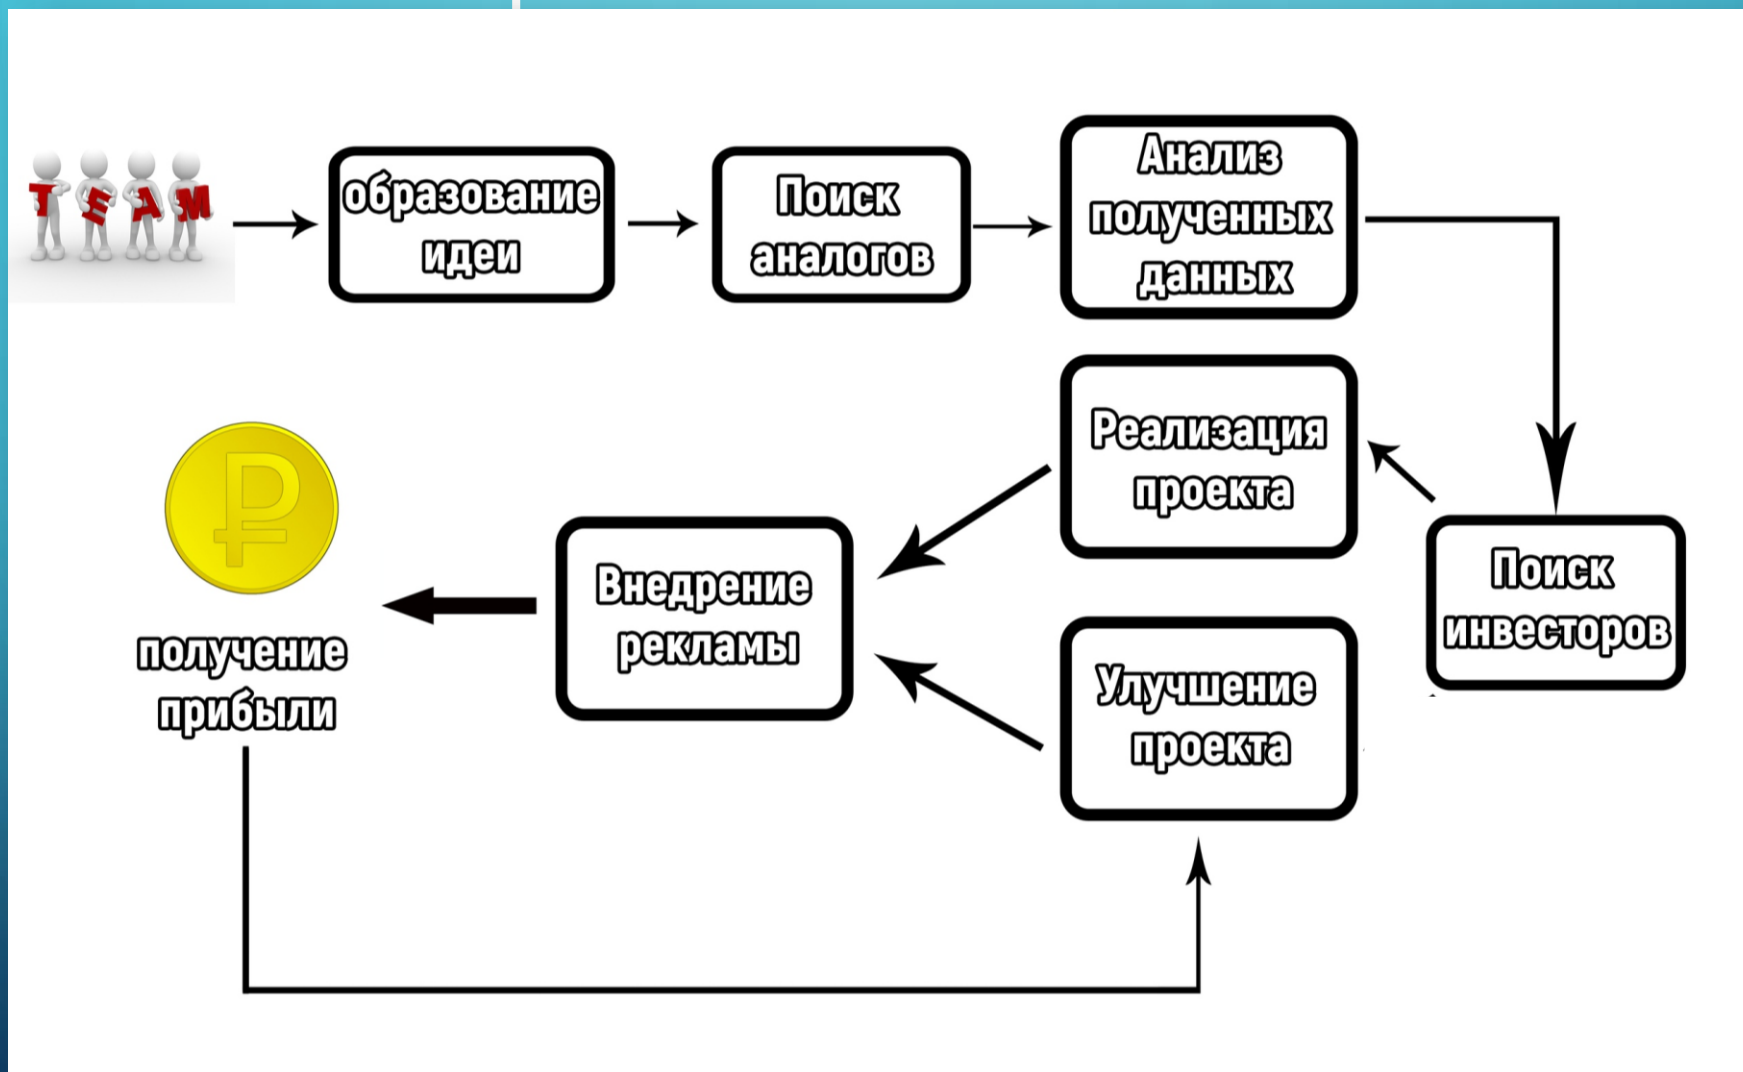 TEAM
образование
идеи
Поиск
аналогов
Анализ
полученных
данных
Поиск
инвесторов
Реализация
проекта
Улучшение
проекта
Внедрение
рекламы
получение
прибыли